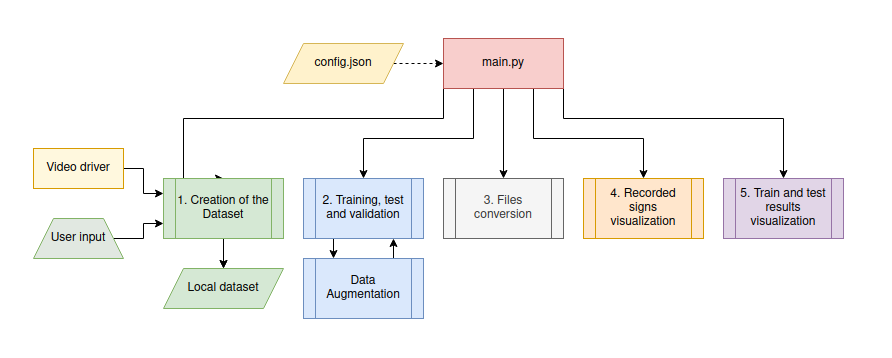 config.json
main.py
Video driver
User input
1. Creation of the
Dataset
2. Training, test
and validation
3. Files
conversion
4. Recorded
signs
visualization
5. Train and test
results
visualization
Local dataset
Data
Augmentation